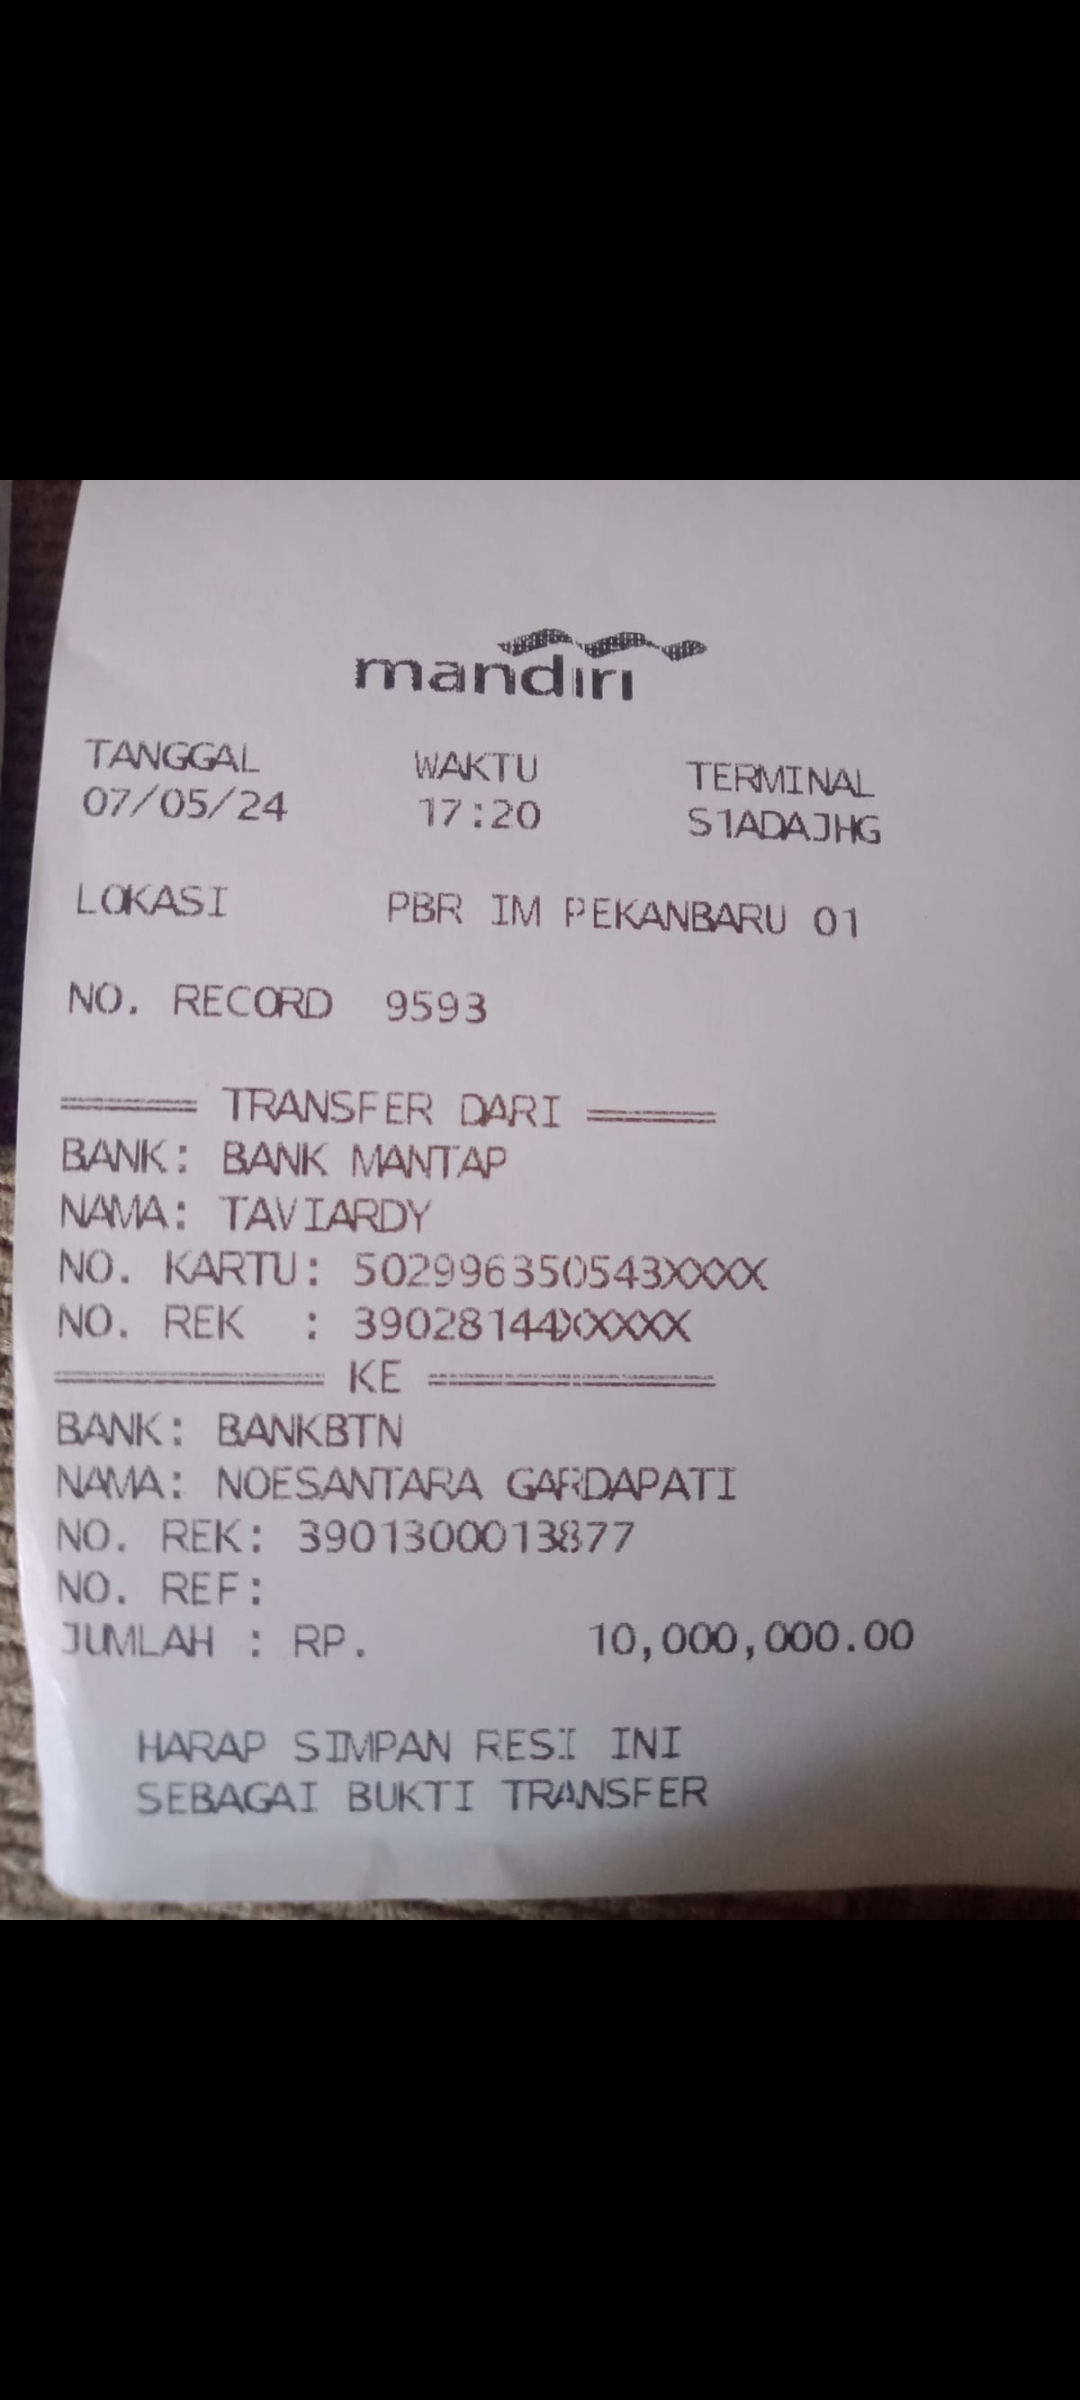 mandiri
TANGGAL WAKTU TERMINAL
07/05/24 17:20 S1ADAJHG
LOKASI PBR IM PEKANBARU 01
NO. RECORD 9593
===== TRANSFER DARI =====
BANK: BANK MANTAP
NAMA: TAVIARDY
NO. KARTU: 502996350543XXXX
NO. REK : 39028144XXXXX
========== KE ===========
BANK: BANKBTN
NAMA: NOESANTARA GARDAPATI
NO. REK: 3901300013877
NO. REF:
JUMLAH : RP. 10,000,000.00
HARAP SIMPAN RESI INI
SEBAGAI BUKTI TRANSFER